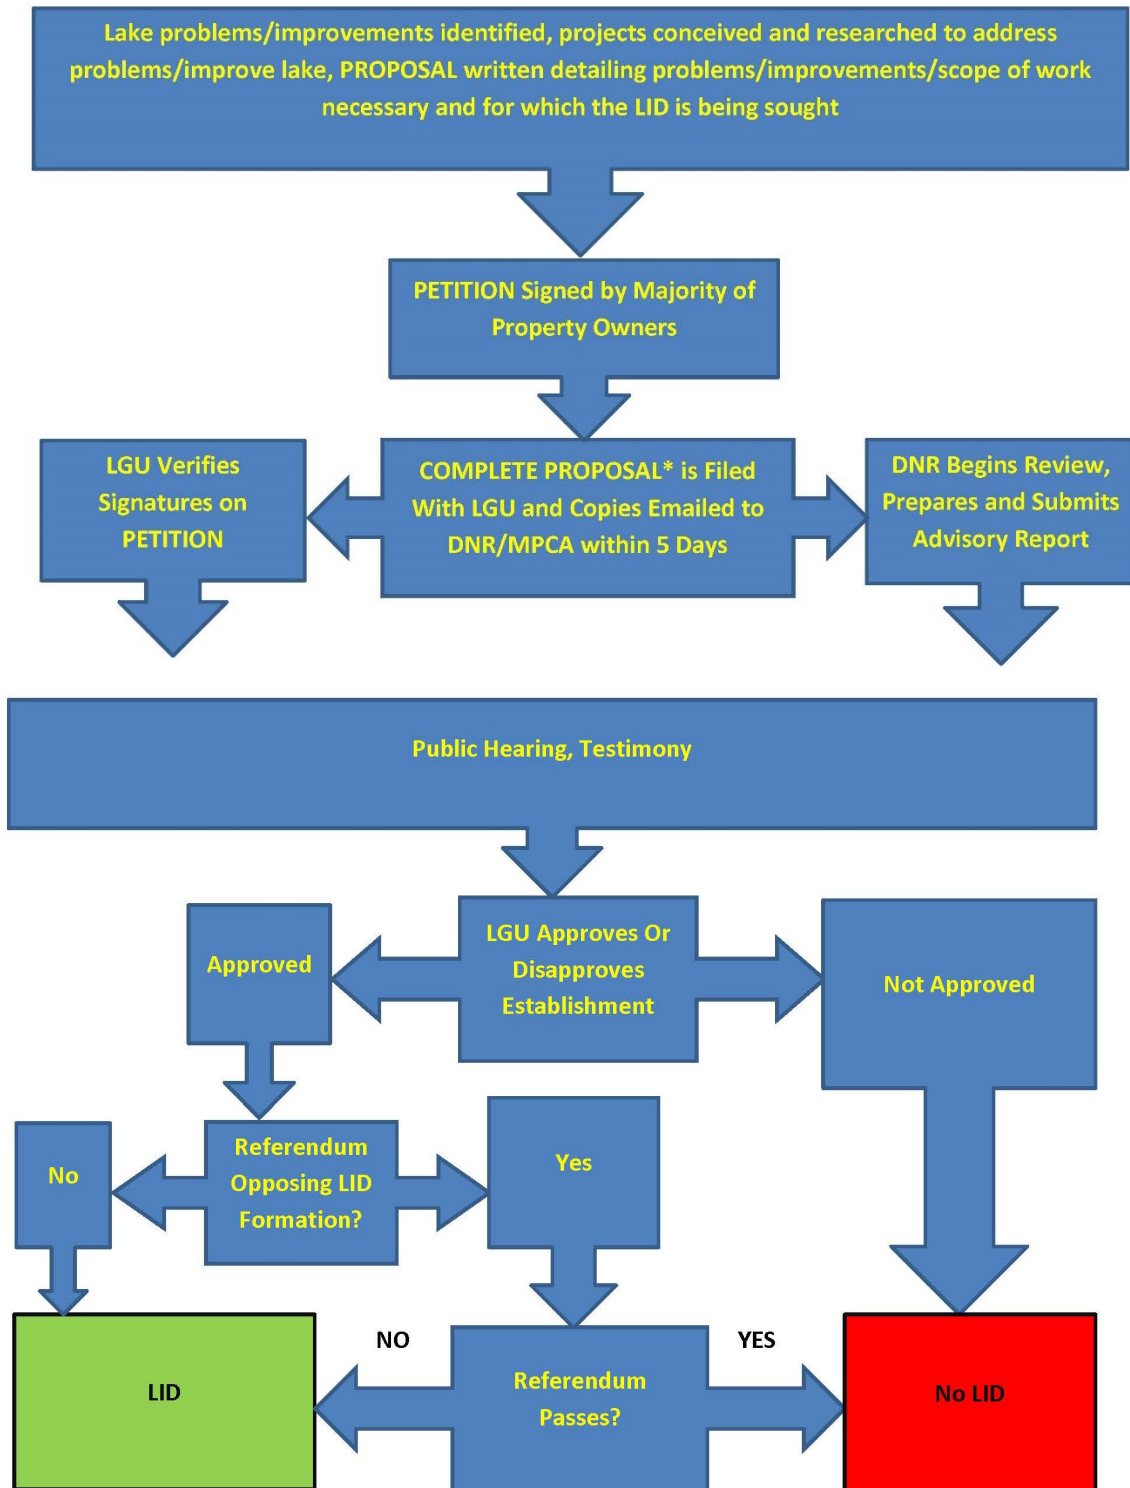 Lake problems/improvements identified, projects conceived and researched to address
problems/improve lake, PROPOSAL written detailing problems/improvements/scope of work
necessary and for which the LID is being sought
PETITION Signed by Majority of
Property Owners
LGU Verifies
Signatures on
PETITION
COMPLETE PROPOSAL* is Filed
With LGU and Copies Emailed to
DNR/MPCA within 5 Days
DNR Begins Review,
Prepares and Submits
Advisory Report
Public Hearing, Testimony
Approved
LGU Approves Or
Disapproves
Establishment
Not Approved
No
Referendum
Opposing LID
Formation?
Yes
LID
NO
Referendum
Passes?
YES
No LID